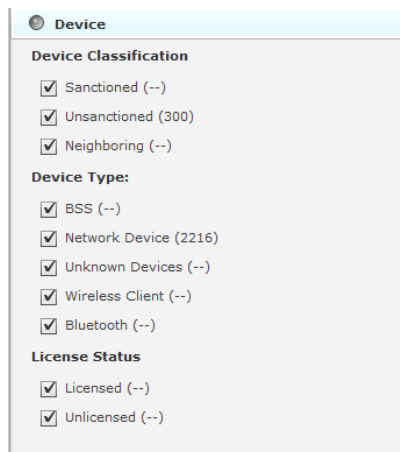 Device
Device Classification
Sanctioned (--)
Unsanctioned (300)
Neighboring (--)
Device Type:
BSS (--)
Network Device (2216)
Unknown Devices (--)
Wireless Client (--)
Bluetooth (--)
License Status
Licensed (--)
Unlicensed (--)